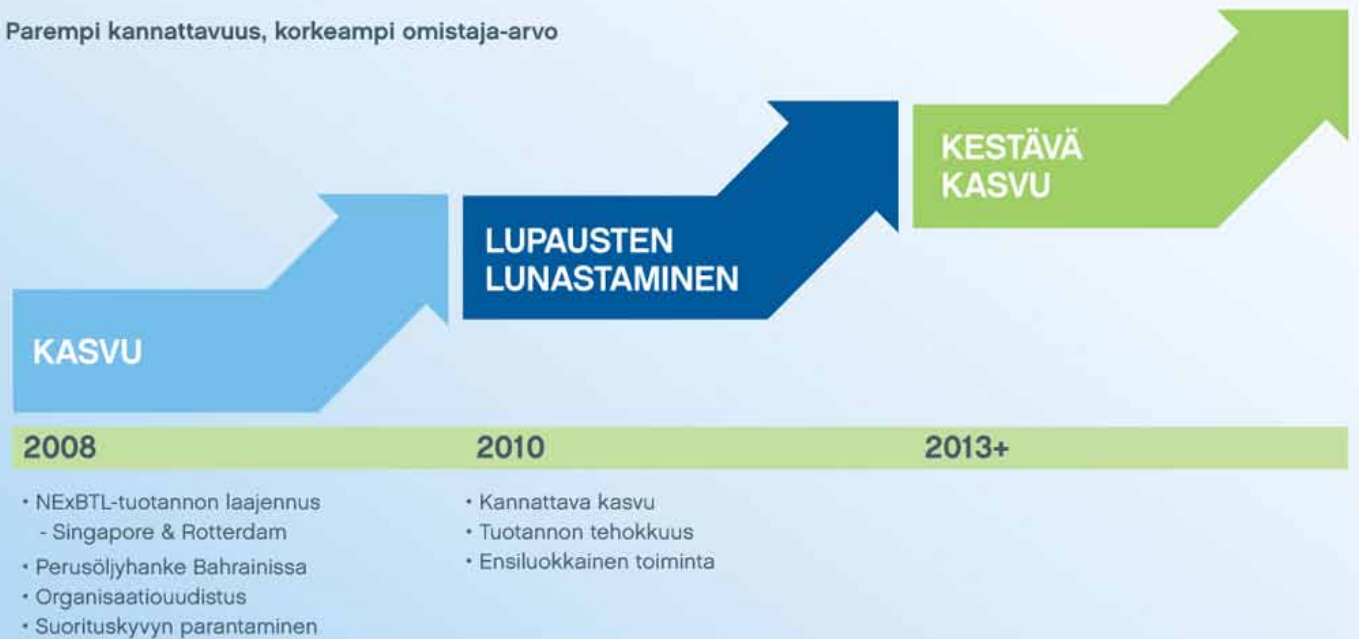 Parempi kannattavuus, korkeampi omistaja-arvo
KASVU
LUPAUSTEN
LUNASTAMINEN
KESTÄVÄ
KASVU
2008
2010
2013+
• NExBTL-tuotannon laajennus
- Singapore & Rotterdam
• Perusöljyhanke Bahrainissa
• Organisaatiouudistus
• Suorituskyvyn parantaminen
• Kannattava kasvu
• Tuotannon tehokkuus
• Ensiluokkainen toiminta